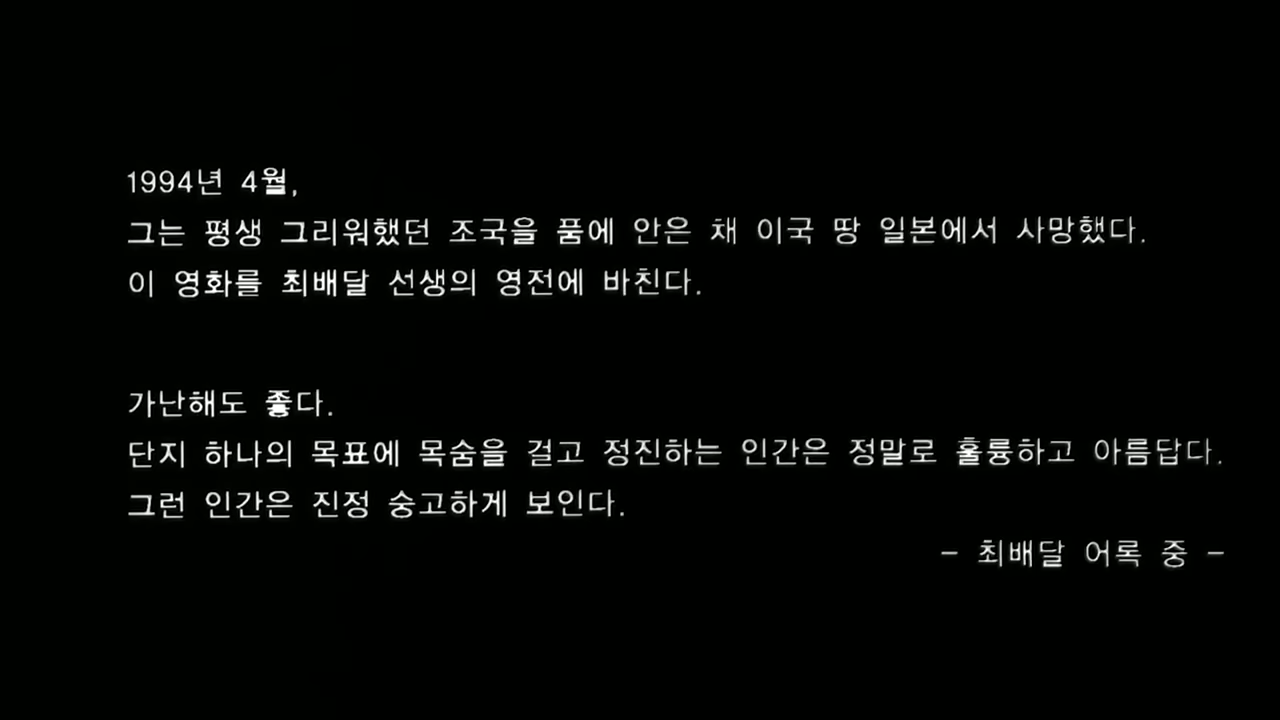 1994년 4월,
그는 평생 그리워했던 조국을 품에 안은 채 이국 땅 일본에서 사망했다.
이 영화를 최배달 선생의 영전에 바친다.
가난해도 좋다.
단지 하나의 목표에 목숨을 걸고 정진하는 인간은 정말로 훌륭하고 아름답다.
그런 인간은 진정 숭고하게 보인다.
- 최배달 어록 중 -